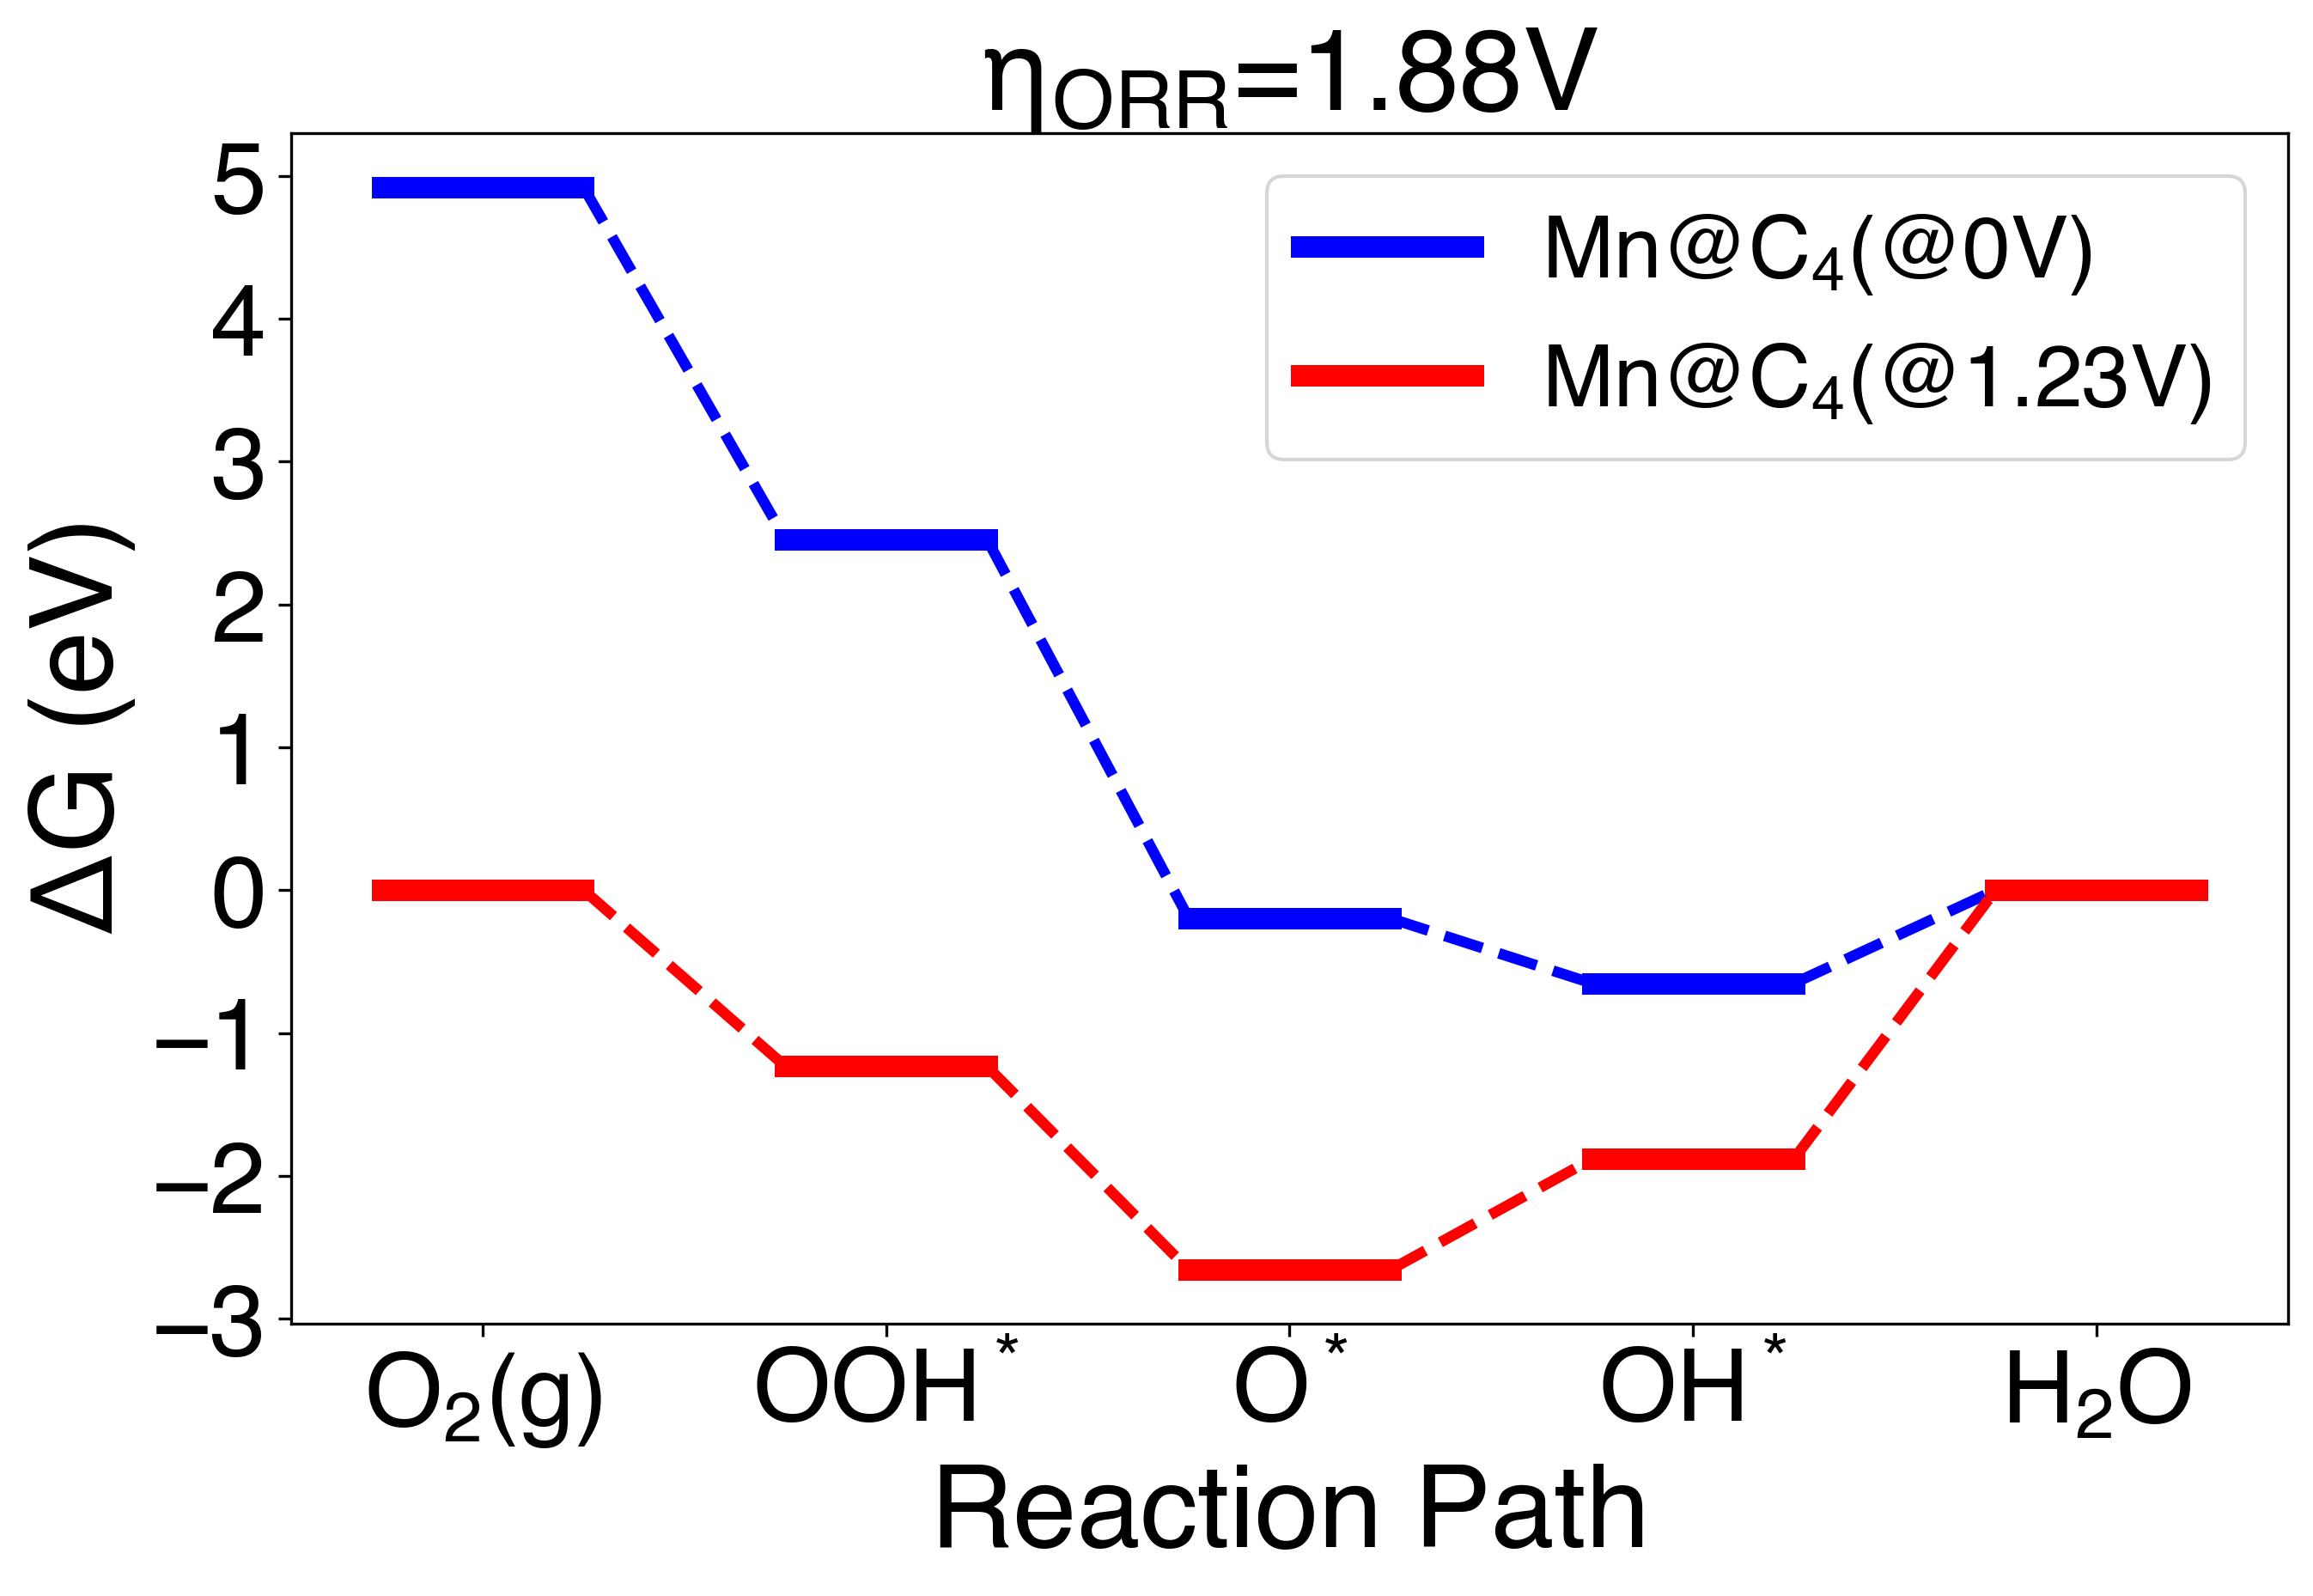 η_ORR=1.88V
5
4
3
2
1
0
−1
−2
−3
ΔG (eV)
Mn@C₄(@0V)
Mn@C₄(@1.23V)
O₂(g) OOH* O* OH* H₂O
Reaction Path